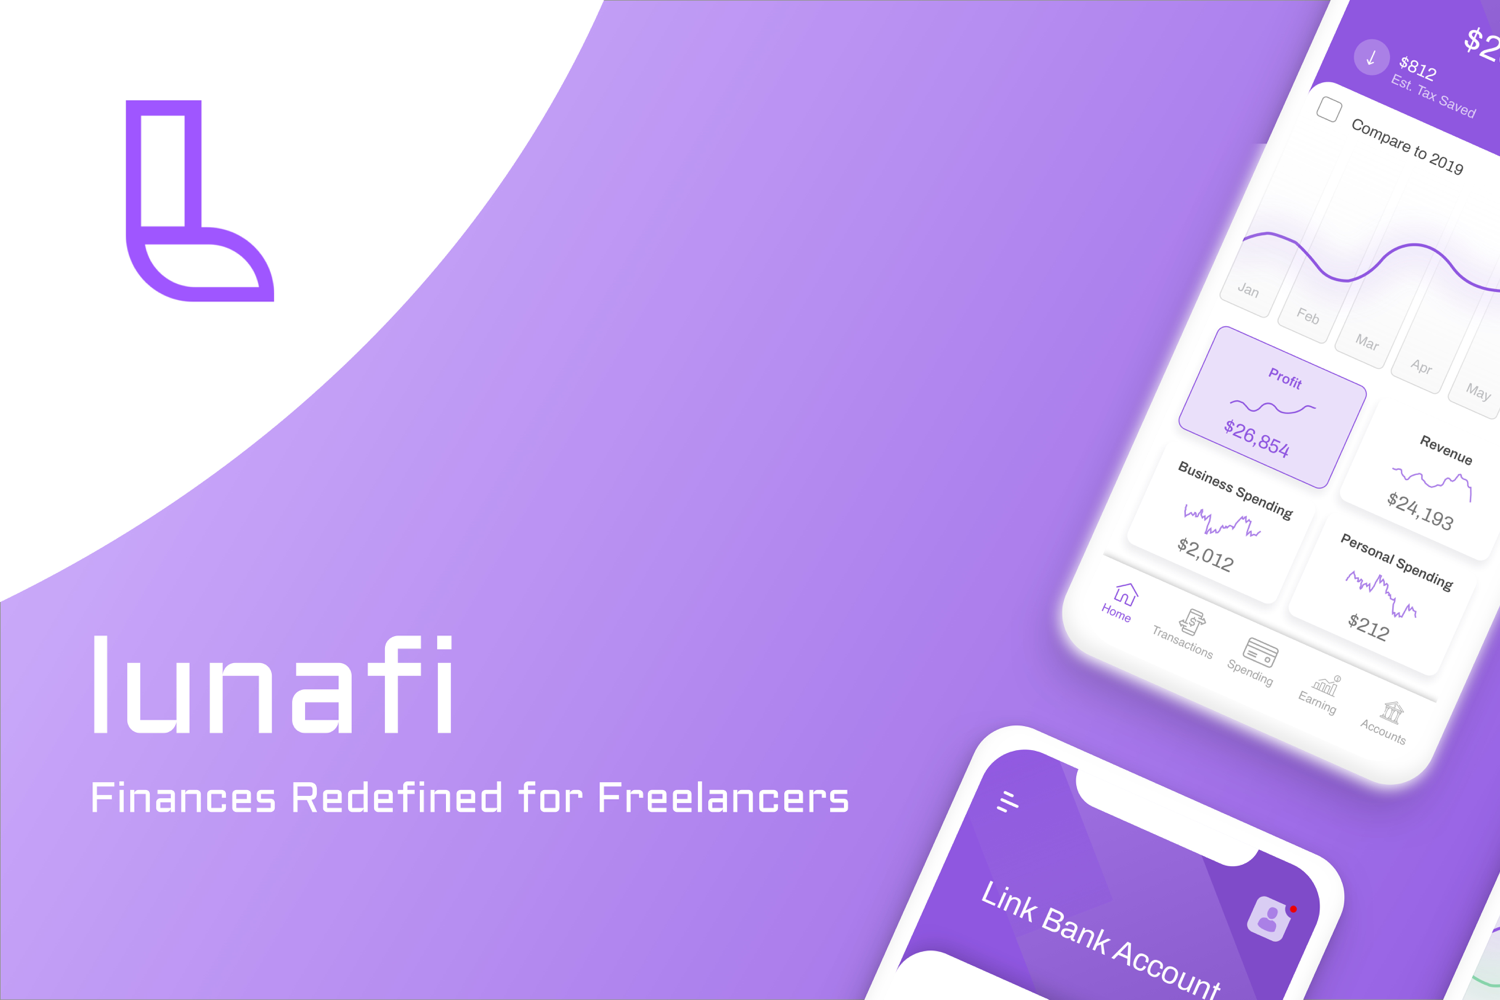 lunafi
Finances Redefined for Freelancers
$812
Est. Tax Saved
Compare to 2019
Jan
Feb
Mar
Apr
May
Profit
$26,854
Revenue
$24,193
Business Spending
$2,012
Personal Spending
$212
Home
Transactions
Spending
Earning
Accounts
Link Bank Account